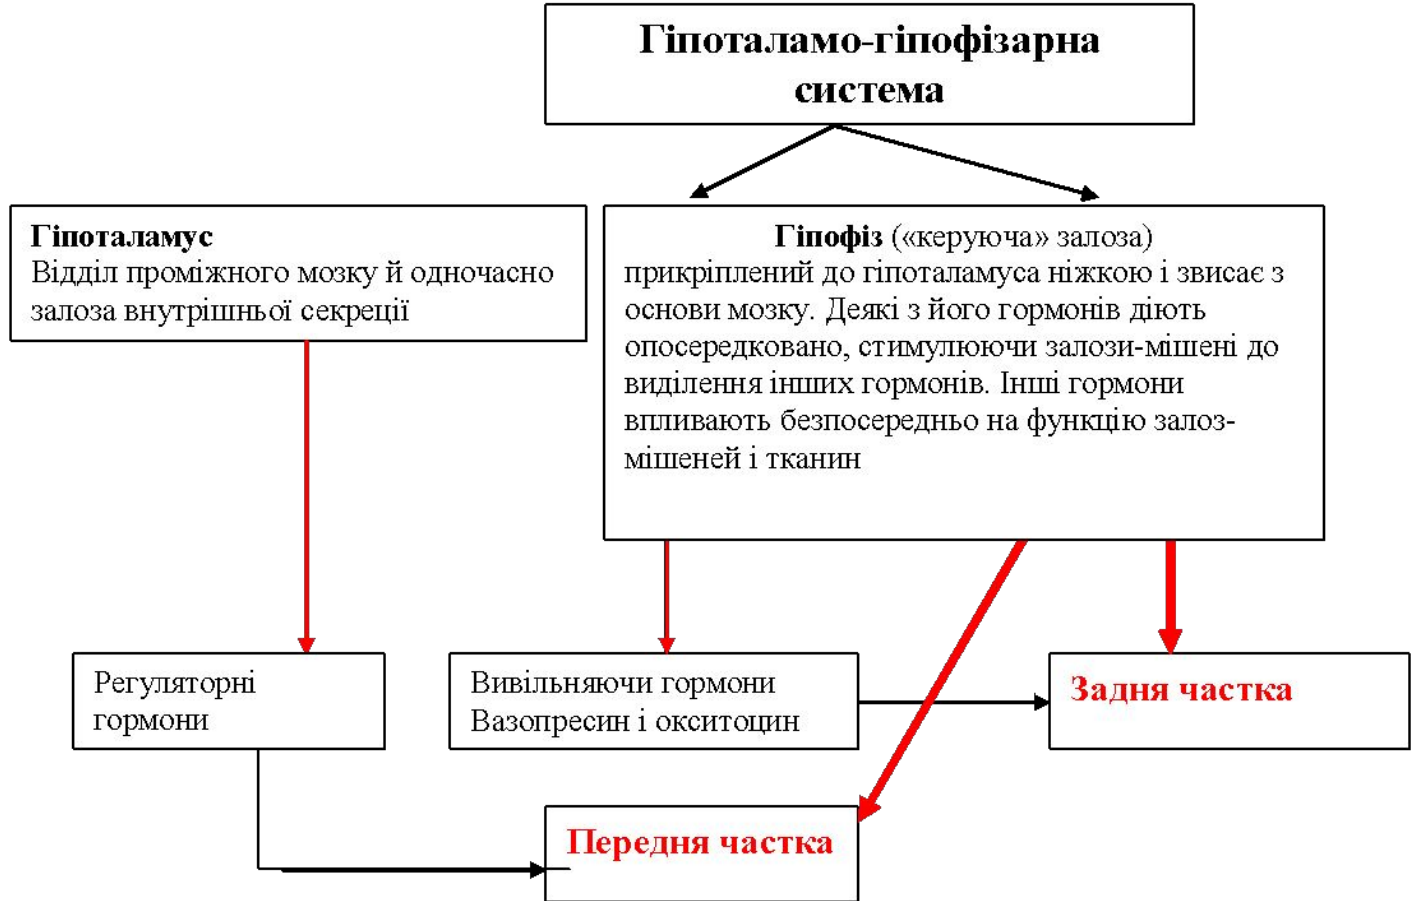 Гіпоталамо-гіпофізарна
система
Гіпоталамус
Відділ проміжного мозку й одночасно
залоза внутрішньої секреції
Гіпофіз («керуюча» залоза)
прикріплений до гіпоталамуса ніжкою і звисає з
основи мозку. Деякі з його гормонів діють
опосередковано, стимулюючи залози-мішені до
виділення інших гормонів. Інші гормони
впливають безпосередньо на функцію залоз-
мішеней і тканин
Регуляторні
гормони
Вивільняючи гормони
Вазопресин і окситоцин
Задня частка
Передня частка